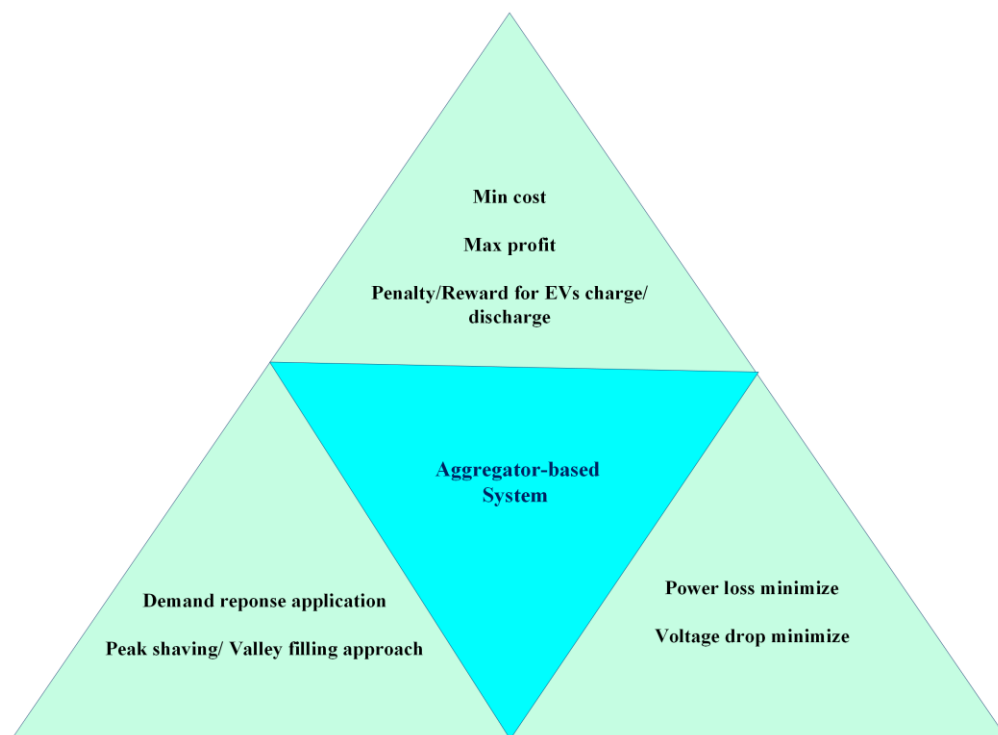 Min cost
Max profit
Penalty/Reward for EVs charge/
discharge
Aggregator-based
System
Demand reponse application
Peak shaving/ Valley filling approach
Power loss minimize
Voltage drop minimize